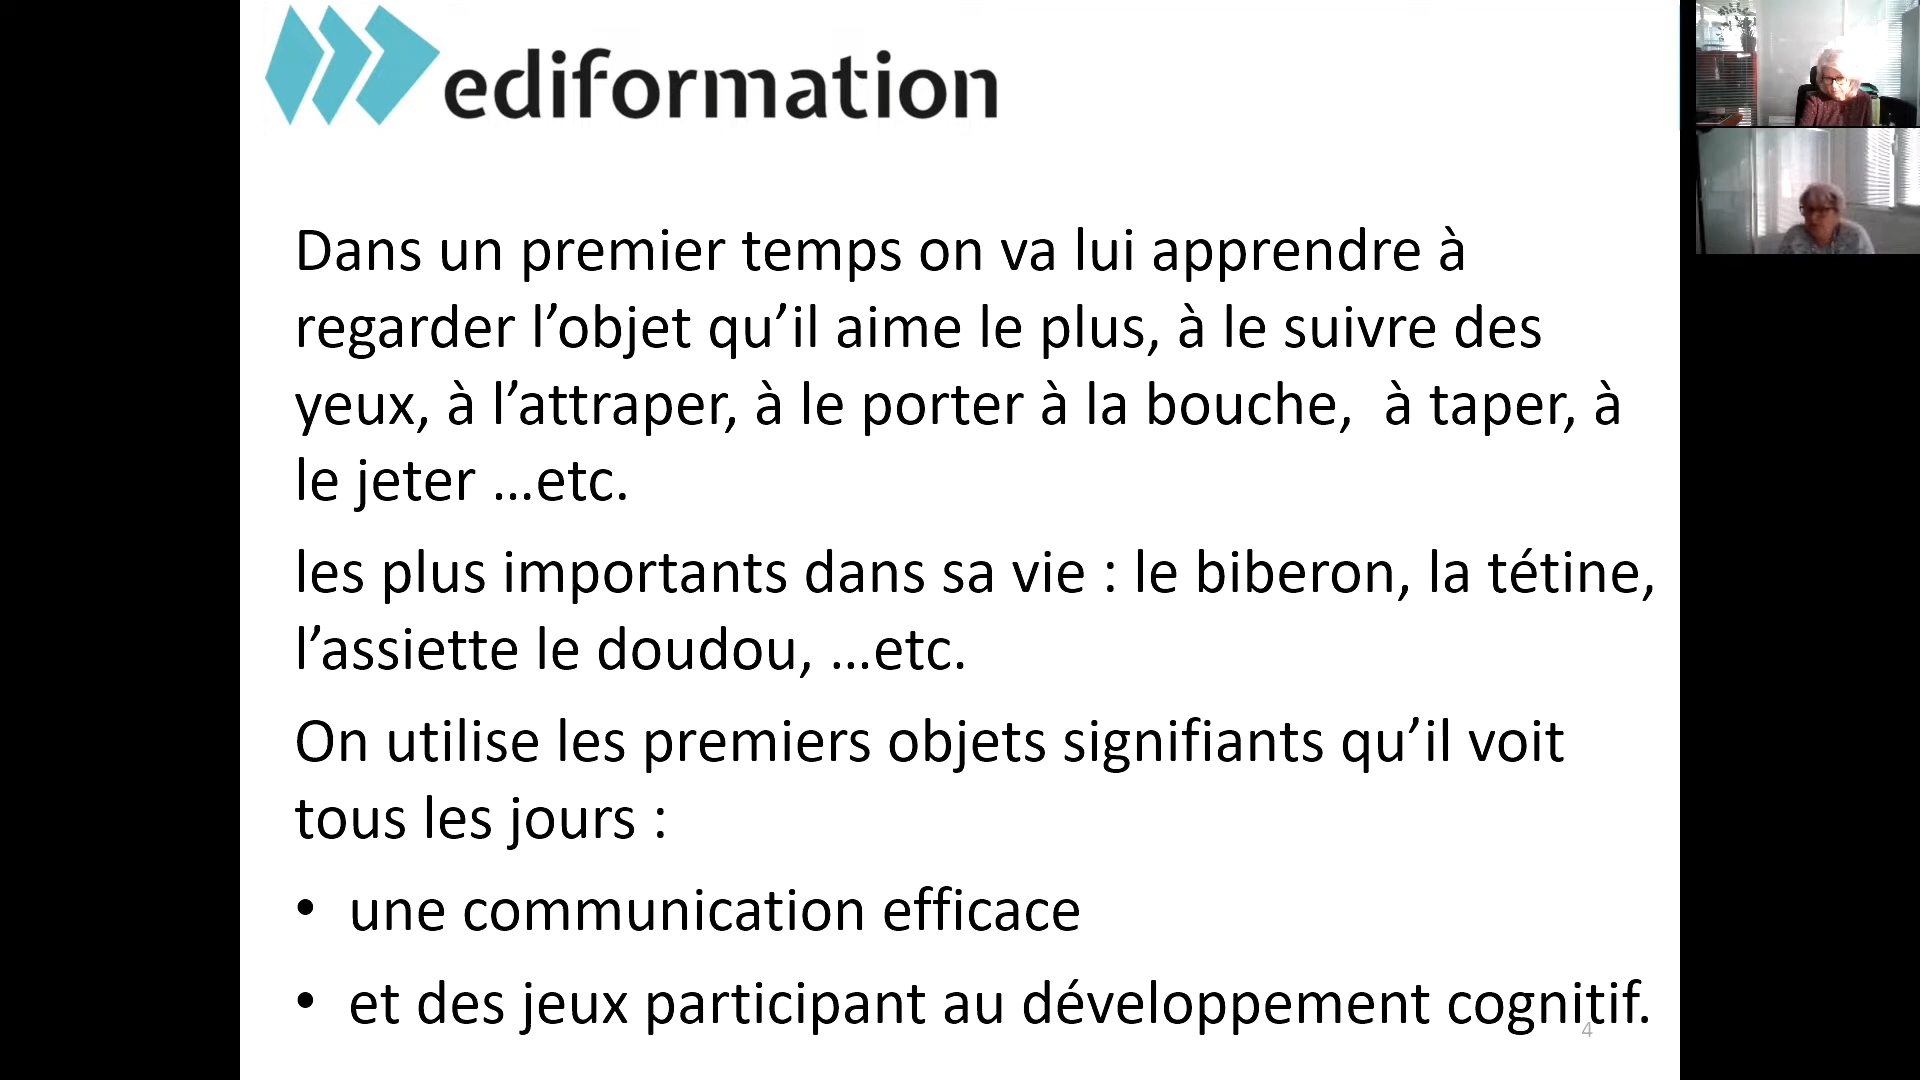 ediformation
Dans un premier temps on va lui apprendre à
regarder l’objet qu’il aime le plus, à le suivre des
yeux, à l’attraper, à le porter à la bouche,  à taper, à
le jeter …etc.
les plus importants dans sa vie : le biberon, la tétine,
l’assiette le doudou, …etc.
On utilise les premiers objets signifiants qu’il voit
tous les jours :
• une communication efficace
• et des jeux participant au développement cognitif.
4